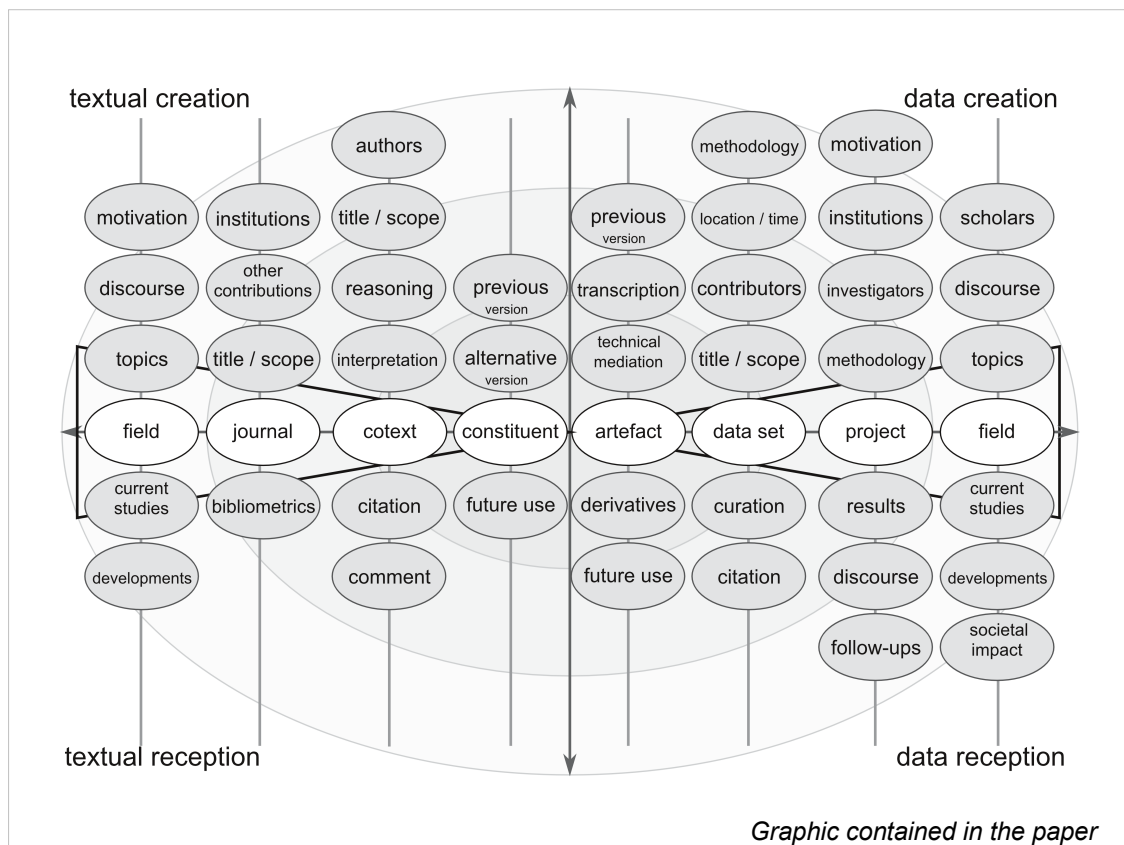 textual creation
data creation
authors
methodology
motivation
motivation
institutions
title / scope
previous
version
location / time
institutions
scholars
discourse
other
contributions
reasoning
previous
version
transcription
contributors
investigators
discourse
topics
title / scope
interpretation
alternative
version
technical
mediation
title / scope
methodology
topics
field
journal
cotext
constituent
artefact
data set
project
field
current
studies
bibliometrics
citation
future use
derivatives
curation
results
current
studies
developments
comment
future use
citation
discourse
developments
follow-ups
societal
impact
textual reception
data reception
Graphic contained in the paper